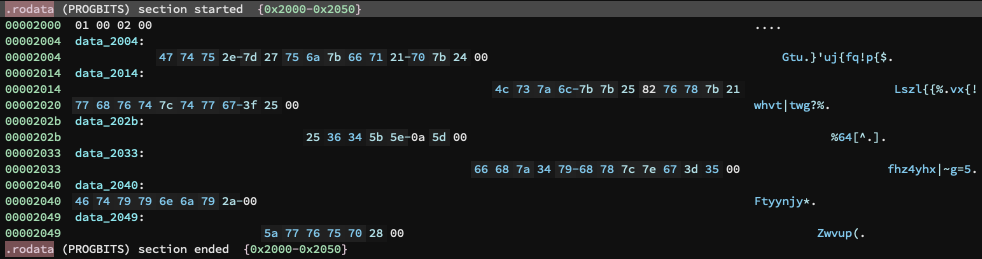 .rodata (PROGBITS) section started {0x2000-0x2050}
00002000 01 00 02 00 ....
00002004 data_2004:
00002004 47 74 75 2e-7d 27 75 6a 7b 66 71 21-70 7b 24 00 Gtu.}'uj{fq!p{$.
00002014 data_2014:
00002014 4c 73 7a 6c-7b 7b 25 82 76 78 7b 21 Lszl{{%.vx{!
00002020 77 68 76 74 7c 74 77 67-3f 25 00 whvt|twg?%.
0000202b data_202b:
0000202b 25 36 34 5b 5e-0a 5d 00 %64[^.].
00002033 data_2033:
00002033 66 68 7a 34 79-68 78 7c 7e 67 3d 35 00 fhz4yhx|~g=5.
00002040 data_2040:
00002040 46 74 79 79 6e 6a 79 2a-00 Ftyynjy*.
00002049 data_2049:
00002049 5a 77 76 75 70 28 00 Zwvup(.
.rodata (PROGBITS) section ended {0x2000-0x2050}